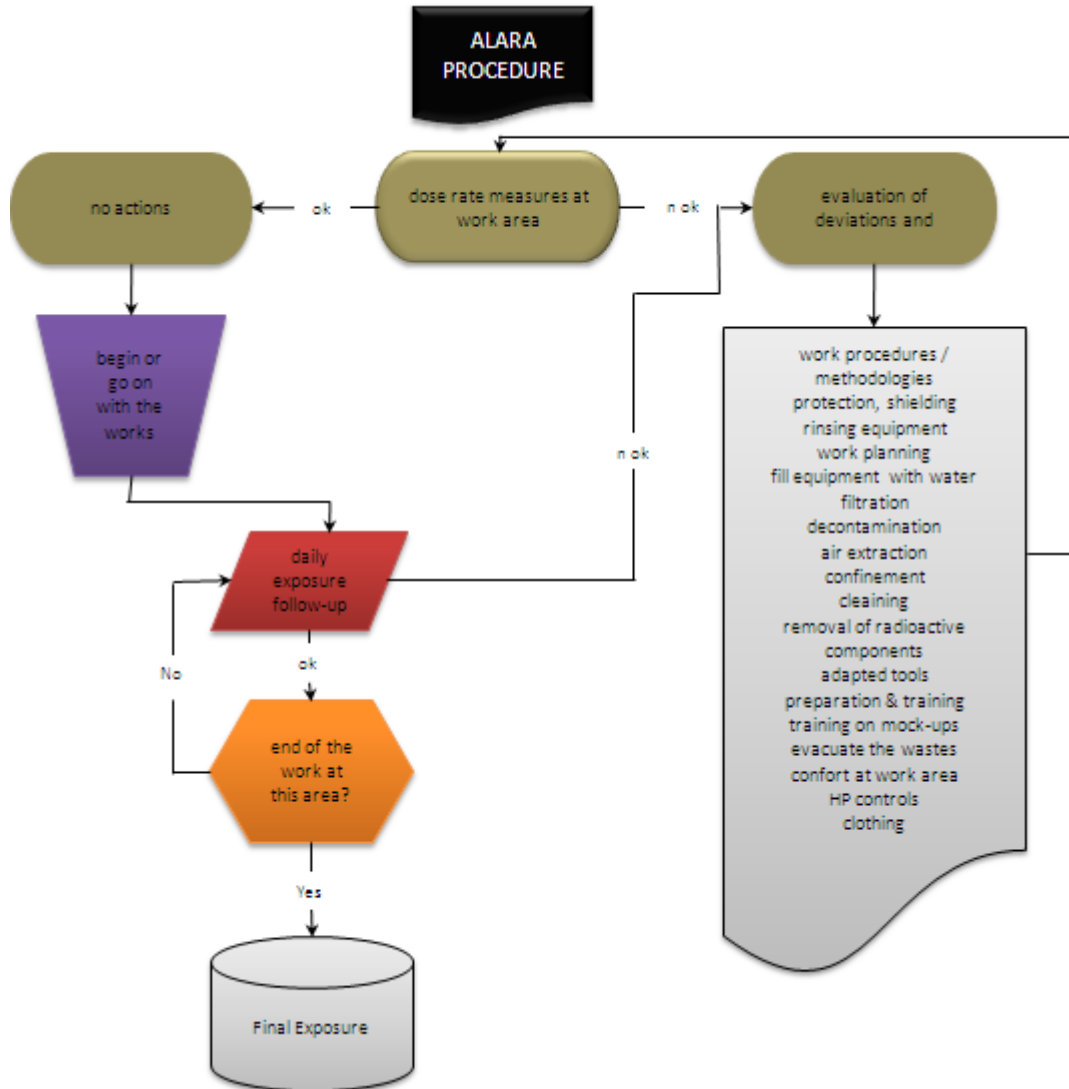 ALARA
PROCEDURE
no actions
ok
dose rate measures at
work area
n ok
evaluation of
deviations and
begin or
go on
with the
works
work procedures /
methodologies
protection, shielding
rinsing equipment
work planning
fill equipment with water
filtration
decontamination
air extraction
confinement
cleaining
removal of radioactive
components
adapted tools
preparation & training
training on mock-ups
evacuate the wastes
confort at work area
HP controls
clothing
n ok
daily
exposure
follow-up
ok
No
end of the
work at
this area?
Yes
Final Exposure